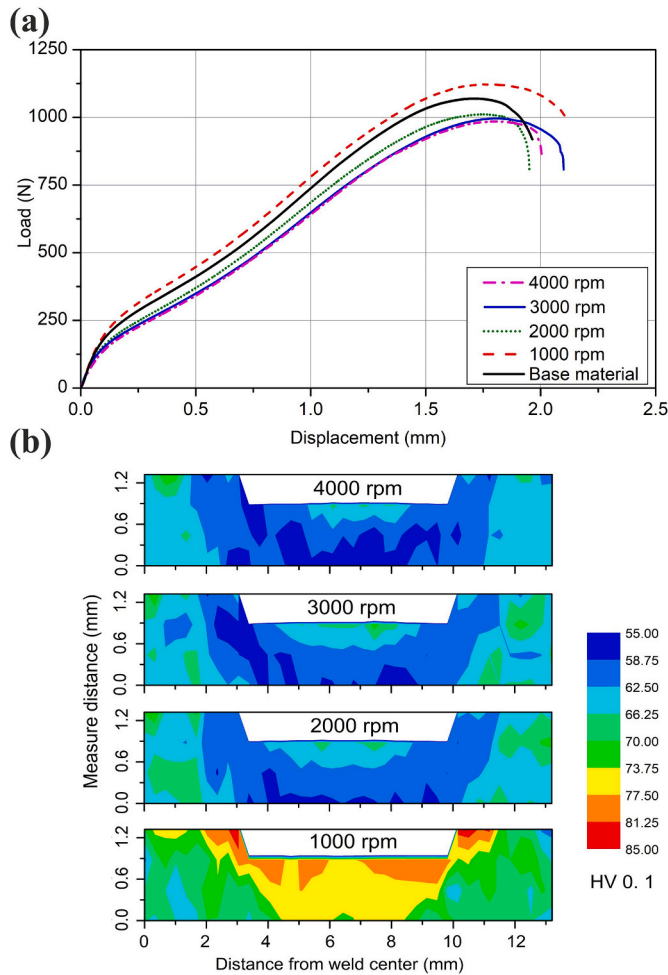 (a)
1250
1000
750
500
250
0
Load (N)
4000 rpm
3000 rpm
2000 rpm
1000 rpm
Base material
0.0 0.5 1.0 1.5 2.0 2.5
Displacement (mm)
(b)
Measure distance (mm)
1.2
0.6
0.0
4000 rpm
1.2
0.6
0.0
3000 rpm
1.2
0.6
0.0
2000 rpm
1.2
0.6
0.0
1000 rpm
0 2 4 6 8 10 12
Distance from weld center (mm)
55.00
58.75
62.50
66.25
70.00
73.75
77.50
81.25
85.00
HV 0. 1